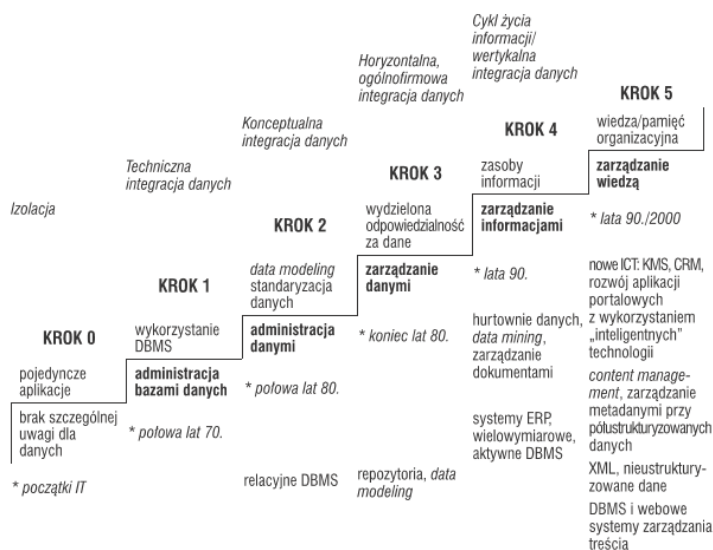 Izolacja
KROK 0
pojedyncze
aplikacje
brak szczególnej
uwagi dla
danych
* początki IT
Techniczna
integracja danych
KROK 1
wykorzystanie
DBMS
administracja
bazami danych
* połowa lat 70.
Konceptualna
integracja danych
KROK 2
data modeling
standaryzacja
danych
administracja
danymi
* połowa lat 80.
relacyjne DBMS
Horyzontalna,
ogólnofirmowa
integracja danych
KROK 3
wydzielona
odpowiedzialność
za dane
zarządzanie
danymi
* koniec lat 80.
repozytoria, data
modeling
Cykl życia
informacji/
wertykalna
integracja danych
KROK 4
zasoby
informacji
zarządzanie
informacjami
* lata 90.
hurtownie danych,
data mining,
zarządzanie
dokumentami
systemy ERP,
wielowymiarowe,
aktywne DBMS
KROK 5
wiedza/pamięć
organizacyjna
zarządzanie
wiedzą
* lata 90./2000
nowe ICT: KMS, CRM,
rozwój aplikacji
portalowych
z wykorzystaniem
„inteligentnych”
technologii
content manage-
ment, zarządzanie
metadanymi przy
półustrukturyzowanych
danych
XML, nieustruktury-
zowane dane
DBMS i webowe
systemy zarządzania
treścią